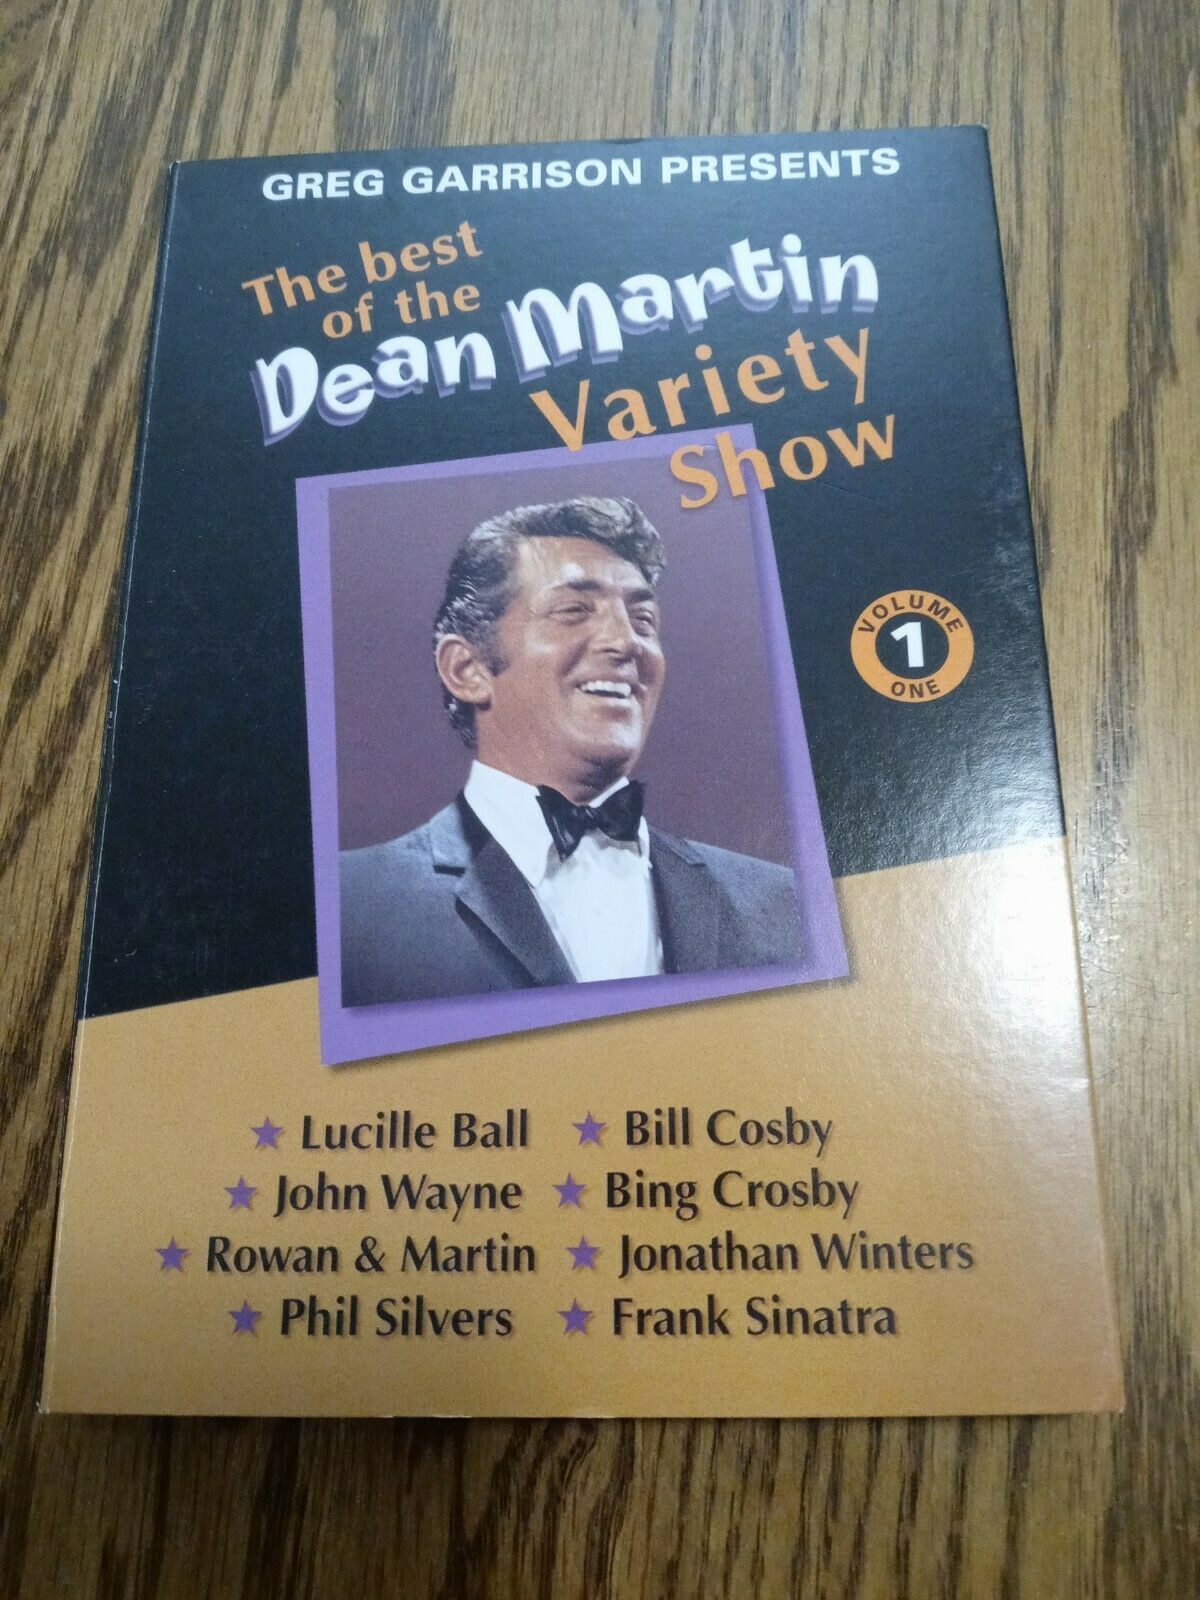 GREG GARRISON PRESENTS
The best
of the
Dean Martin
Variety
Show
VOLUME
1
ONE
Lucille Ball
Bill Cosby
John Wayne
Bing Crosby
Rowan & Martin
Jonathan Winters
Phil Silvers
Frank Sinatra